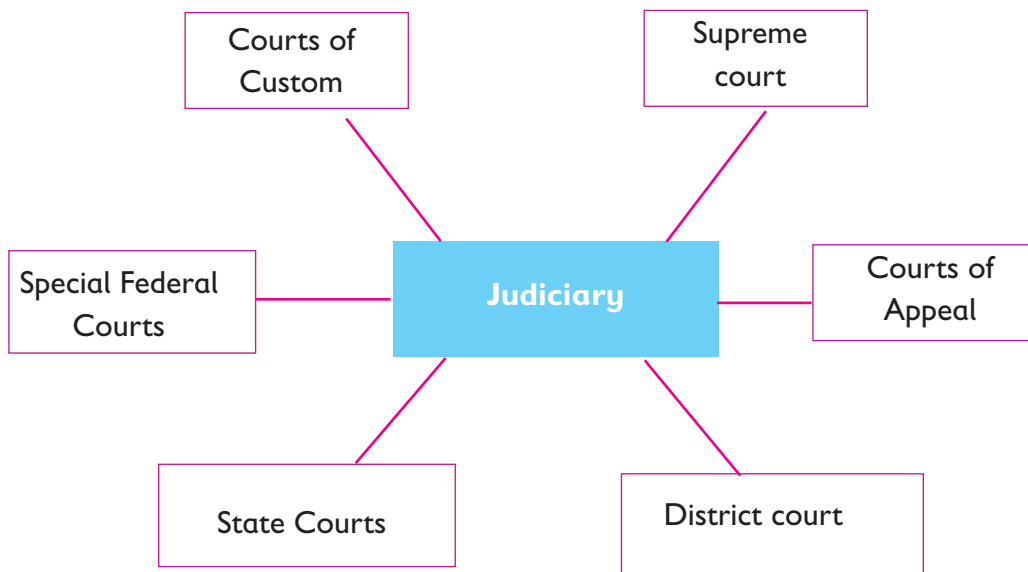 Courts of
Custom
Supreme
court
Special Federal
Courts
Judiciary
Courts of
Appeal
State Courts
District court